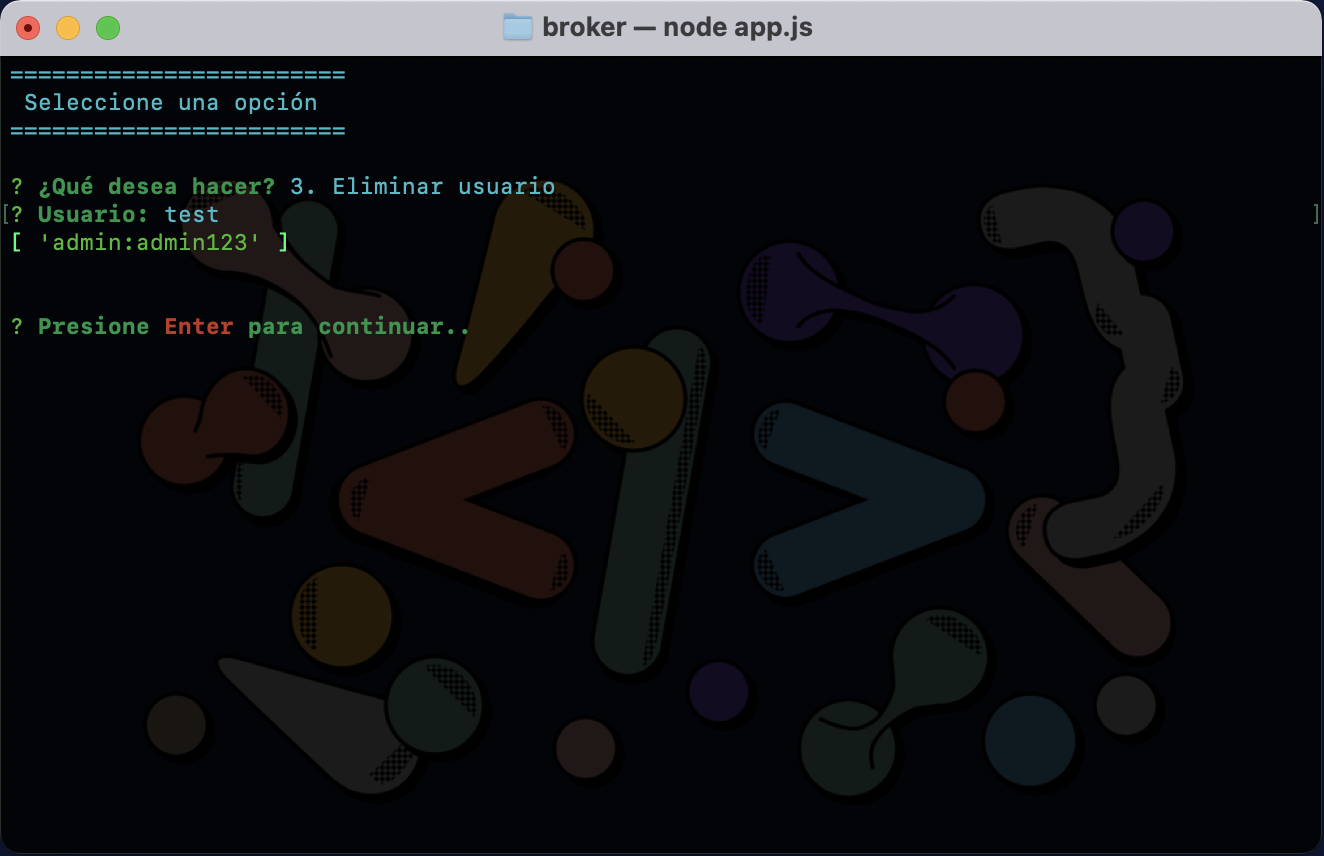 broker — node app.js
========================
Seleccione una opción
========================
? ¿Qué desea hacer? 3. Eliminar usuario
[? Usuario: test ]
[ 'admin:admin123' ]
? Presione Enter para continuar..